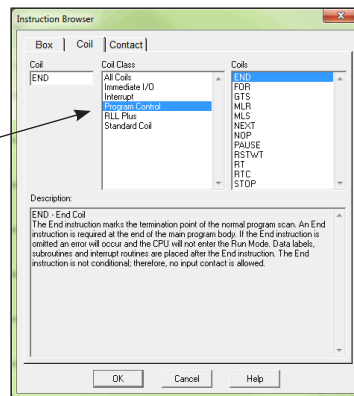 Instruction Browser
Box Coil Contact
Coil
END
Coil Class
All Coils
Immediate I/O
Interrupt
Program Control
RLL Plus
Standard Coil
Coils
END
FOR
GTS
MLR
MLS
NEXT
NOP
PAUSE
RSTWT
RT
RTC
STOP
Description:
END - End Coil
The End instruction marks the termination point of the normal program scan. An End
instruction is required at the end of the main program body. If the End instruction is
omitted an error will occur and the CPU will not enter the Run Mode. Data labels,
subroutines and interrupt routines are placed after the End instruction. The End
instruction is not conditional; therefore, no input contact is allowed.
OK Cancel Help